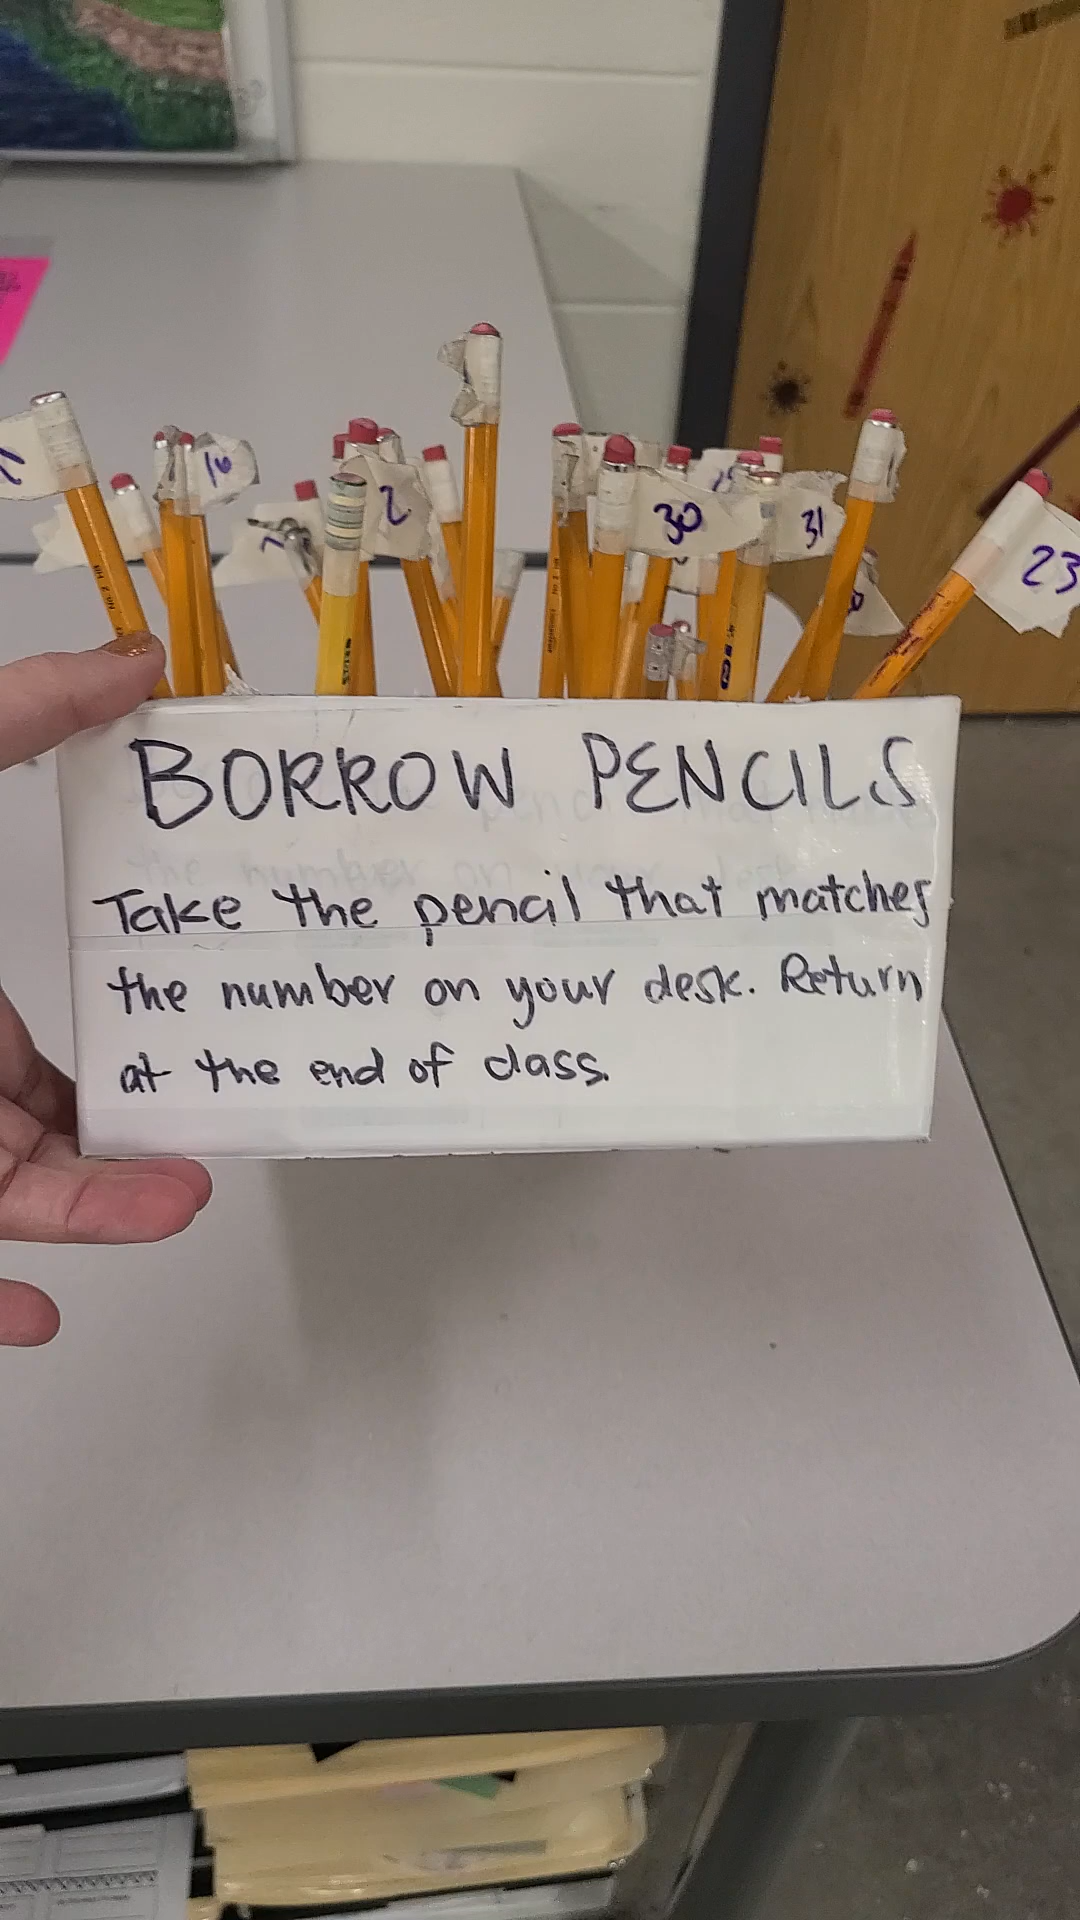 16
2
30
31
23
BORROW PENCILS
Take the pencil that matches
the number on your desk. Return
at the end of class.